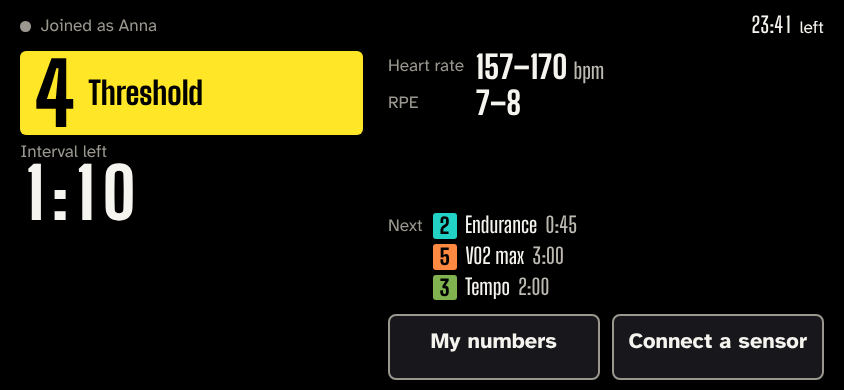 Joined as Anna
23:41 left
4 Threshold
Interval left
1:10
Heart rate 157–170 bpm
RPE 7–8
Next 2 Endurance 0:45
5 VO2 max 3:00
3 Tempo 2:00
My numbers
Connect a sensor